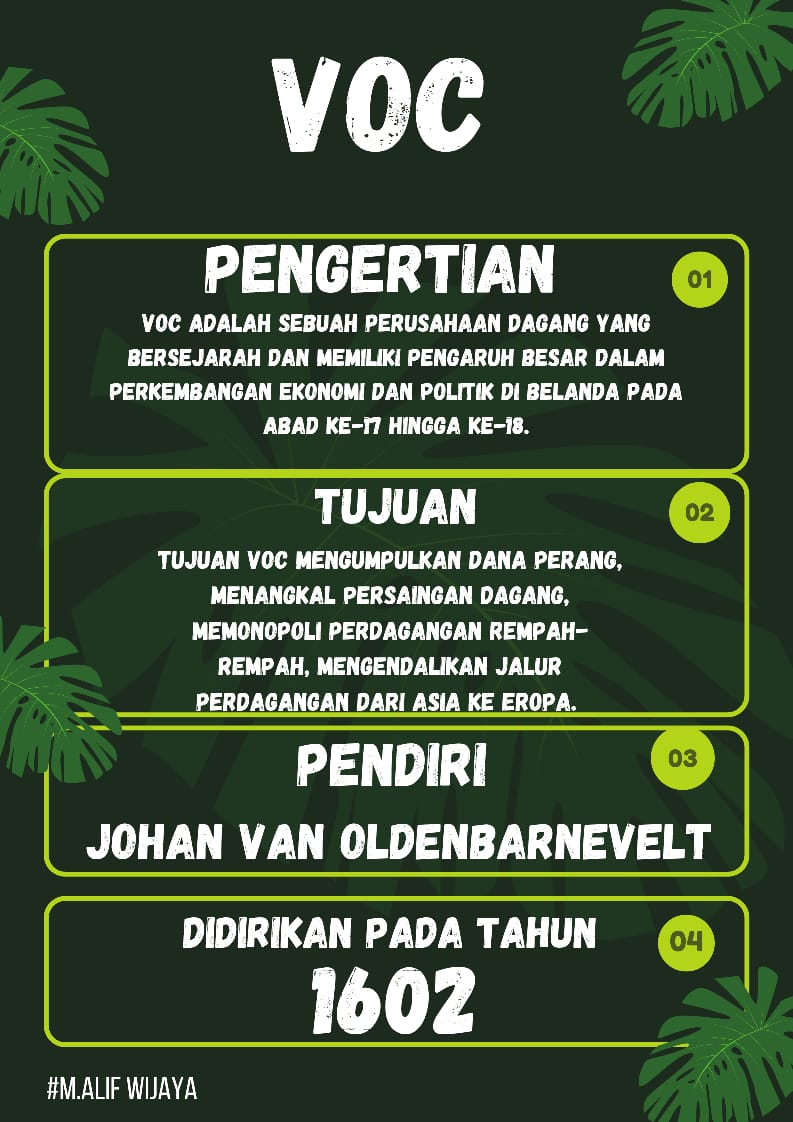 VOC
PENGERTIAN
01
VOC ADALAH SEBUAH PERUSAHAAN DAGANG YANG
BERSEJARAH DAN MEMILIKI PENGARUH BESAR DALAM
PERKEMBANGAN EKONOMI DAN POLITIK DI BELANDA PADA
ABAD KE-17 HINGGA KE-18.
TUJUAN
02
TUJUAN VOC MENGUMPULKAN DANA PERANG,
MENANGKAL PERSAINGAN DAGANG,
MEMONOPOLI PERDAGANGAN REMPAH-
REMPAH, MENGENDALIKAN JALUR
PERDAGANGAN DARI ASIA KE EROPA.
PENDIRI
03
JOHAN VAN OLDENBARNEVELT
DIDIRIKAN PADA TAHUN
04
1602
#M.ALIF WIJAYA